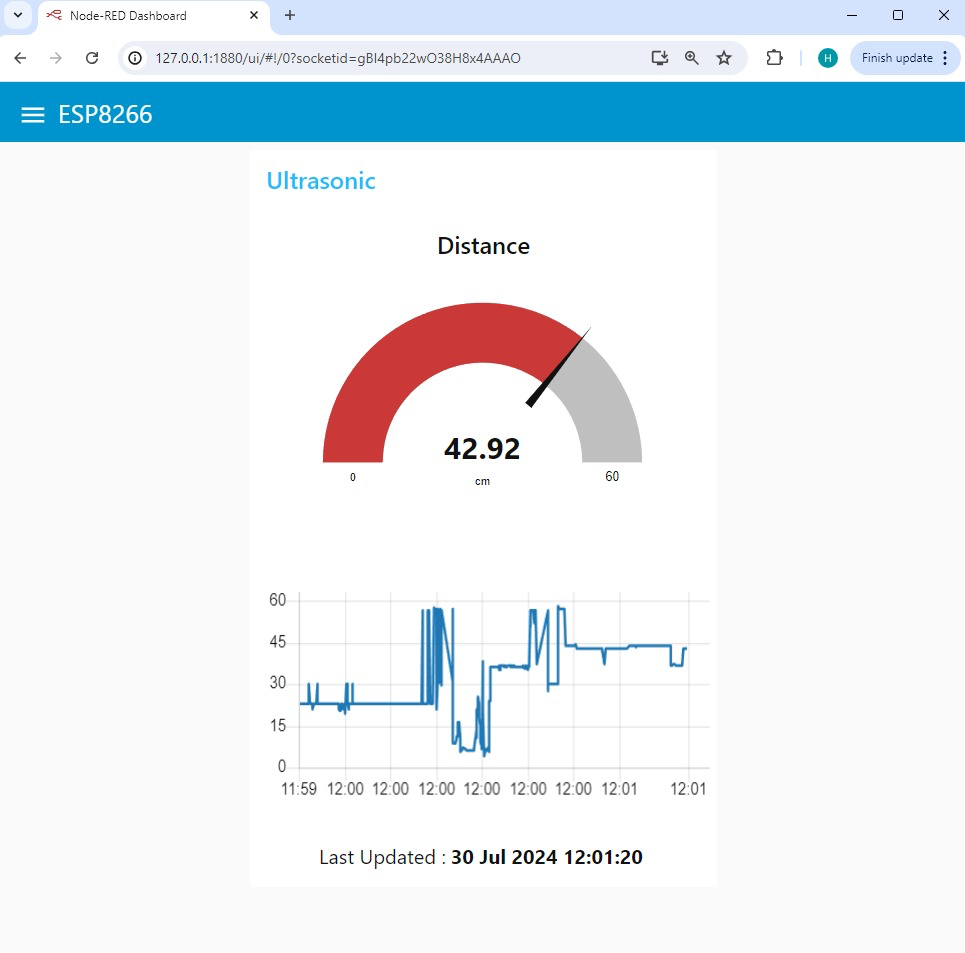 Node-RED Dashboard
127.0.0.1:1880/ui/#!/0?socketid=gBI4pb22wO38H8x4AAAO
H
Finish update
ESP8266
Ultrasonic
Distance
42.92
0
cm
60
60
45
30
15
0
11:59 12:00 12:00 12:00 12:00 12:00 12:00 12:01 12:01
Last Updated : 30 Jul 2024 12:01:20